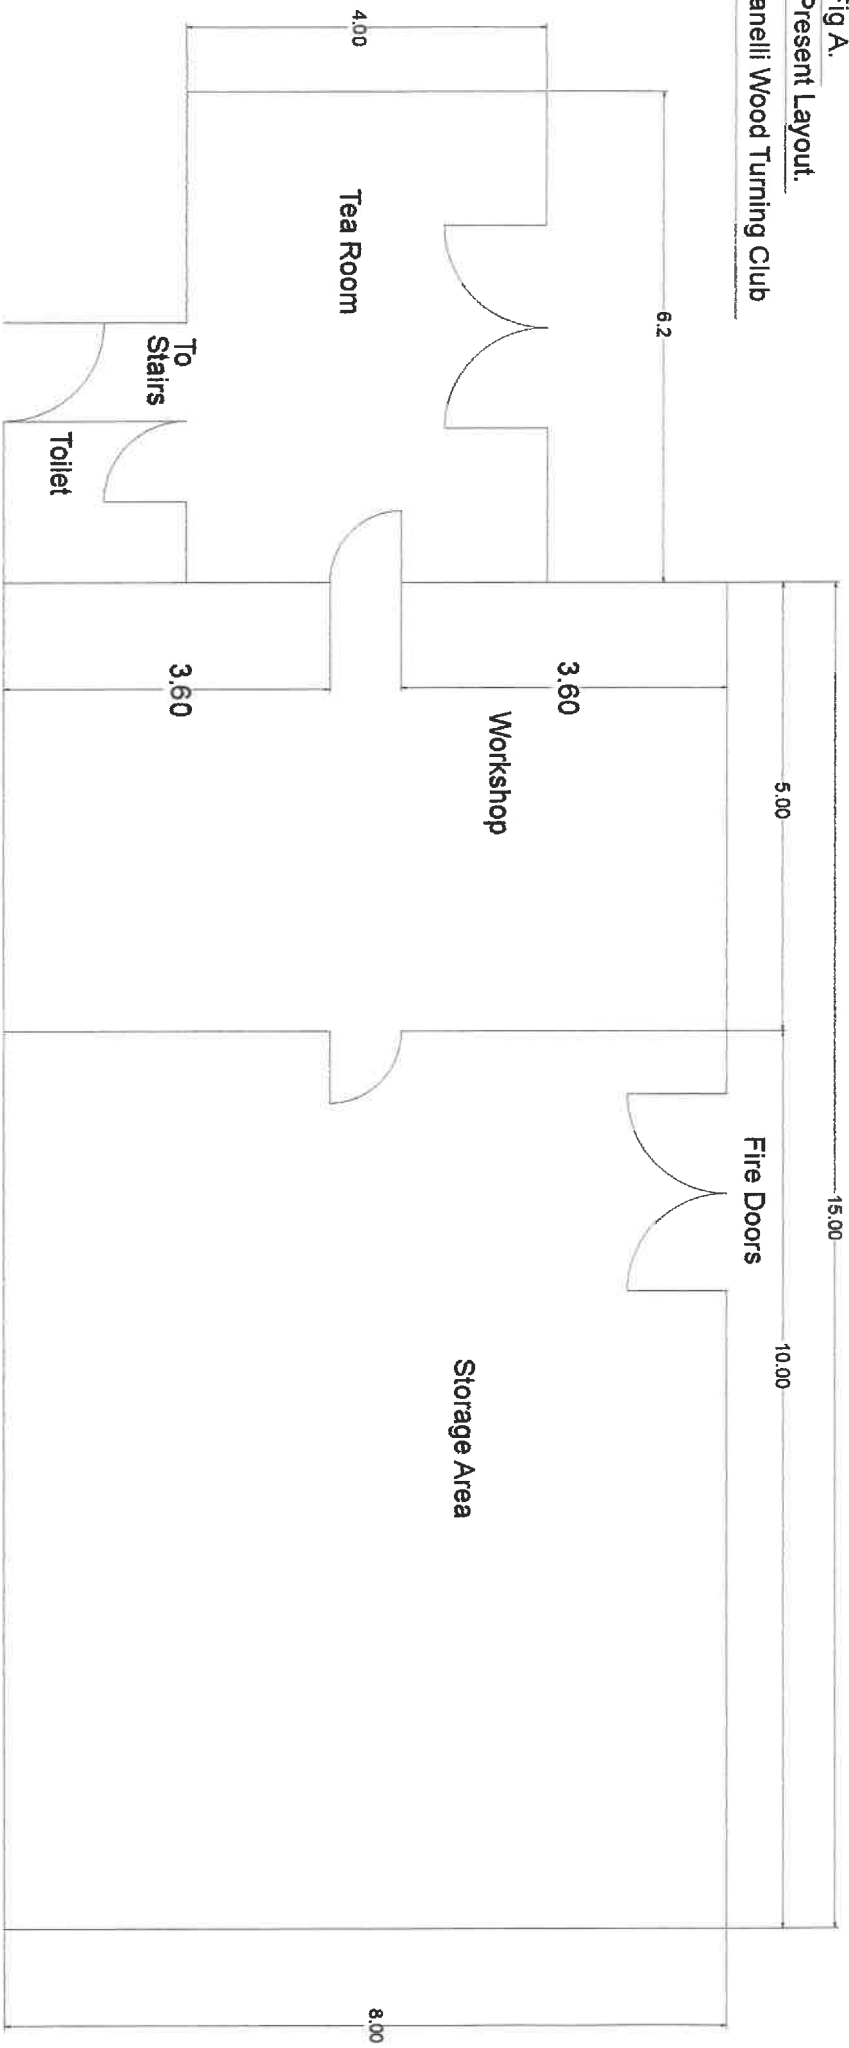 Fig A.
Present Layout.
anelli Wood Turning Club
15.00
5.00
10.00
6.2
Fire Doors
3.60
Workshop
Storage Area
4.00
Tea Room
8.00
To
Stairs
3.60
Toilet